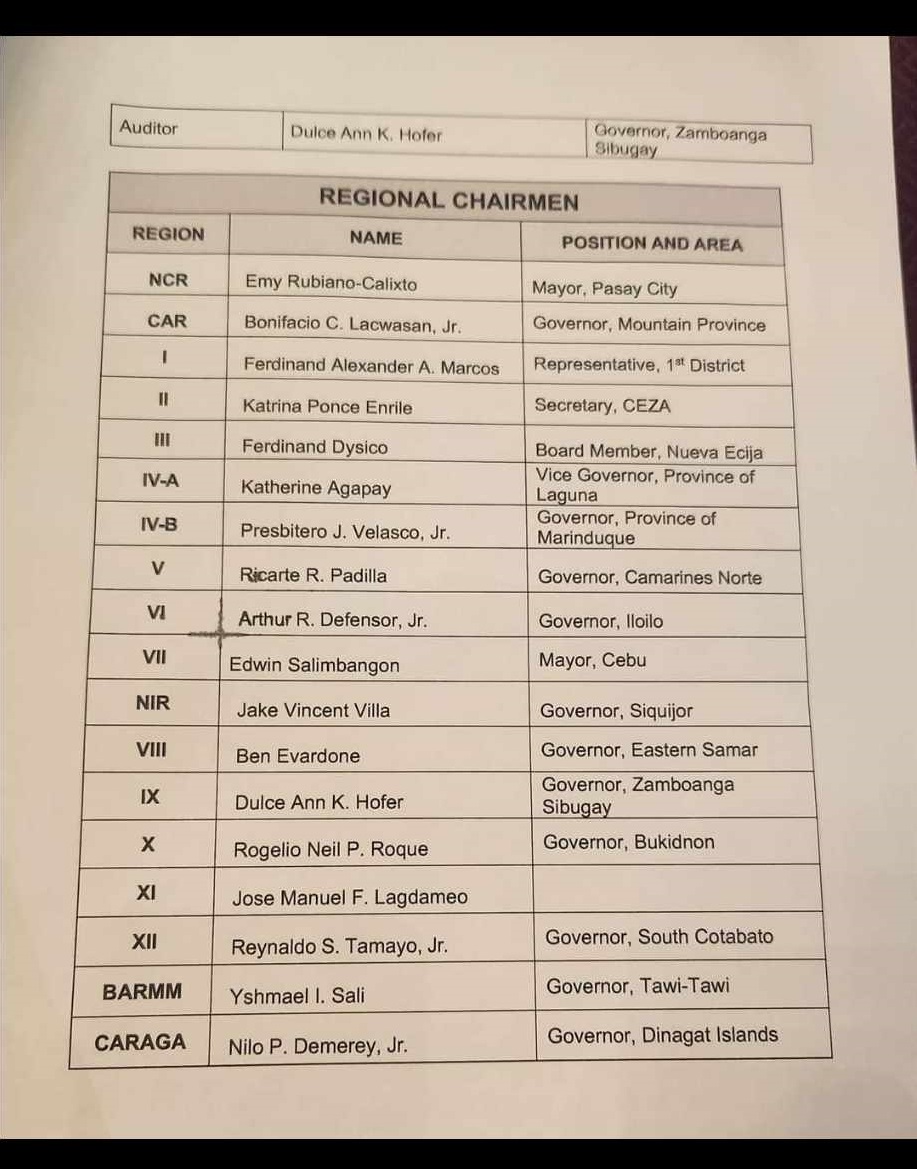 Auditor Dulce Ann K. Hofer Governor, Zamboanga
Sibugay
REGIONAL CHAIRMEN
REGION NAME POSITION AND AREA
NCR Emy Rubiano-Calixto Mayor, Pasay City
CAR Bonifacio C. Lacwasan, Jr. Governor, Mountain Province
I Ferdinand Alexander A. Marcos Representative, 1st District
II Katrina Ponce Enrile Secretary, CEZA
III Ferdinand Dysico Board Member, Nueva Ecija
IV-A Katherine Agapay Vice Governor, Province of
Laguna
IV-B Presbitero J. Velasco, Jr. Governor, Province of
Marinduque
V Ricarte R. Padilla Governor, Camarines Norte
VI Arthur R. Defensor, Jr. Governor, Iloilo
VII Edwin Salimbangon Mayor, Cebu
NIR Jake Vincent Villa Governor, Siquijor
VIII Ben Evardone Governor, Eastern Samar
IX Dulce Ann K. Hofer Governor, Zamboanga
Sibugay
X Rogelio Neil P. Roque Governor, Bukidnon
XI Jose Manuel F. Lagdameo
XII Reynaldo S. Tamayo, Jr. Governor, South Cotabato
BARMM Yshmael I. Sali Governor, Tawi-Tawi
CARAGA Nilo P. Demerey, Jr. Governor, Dinagat Islands